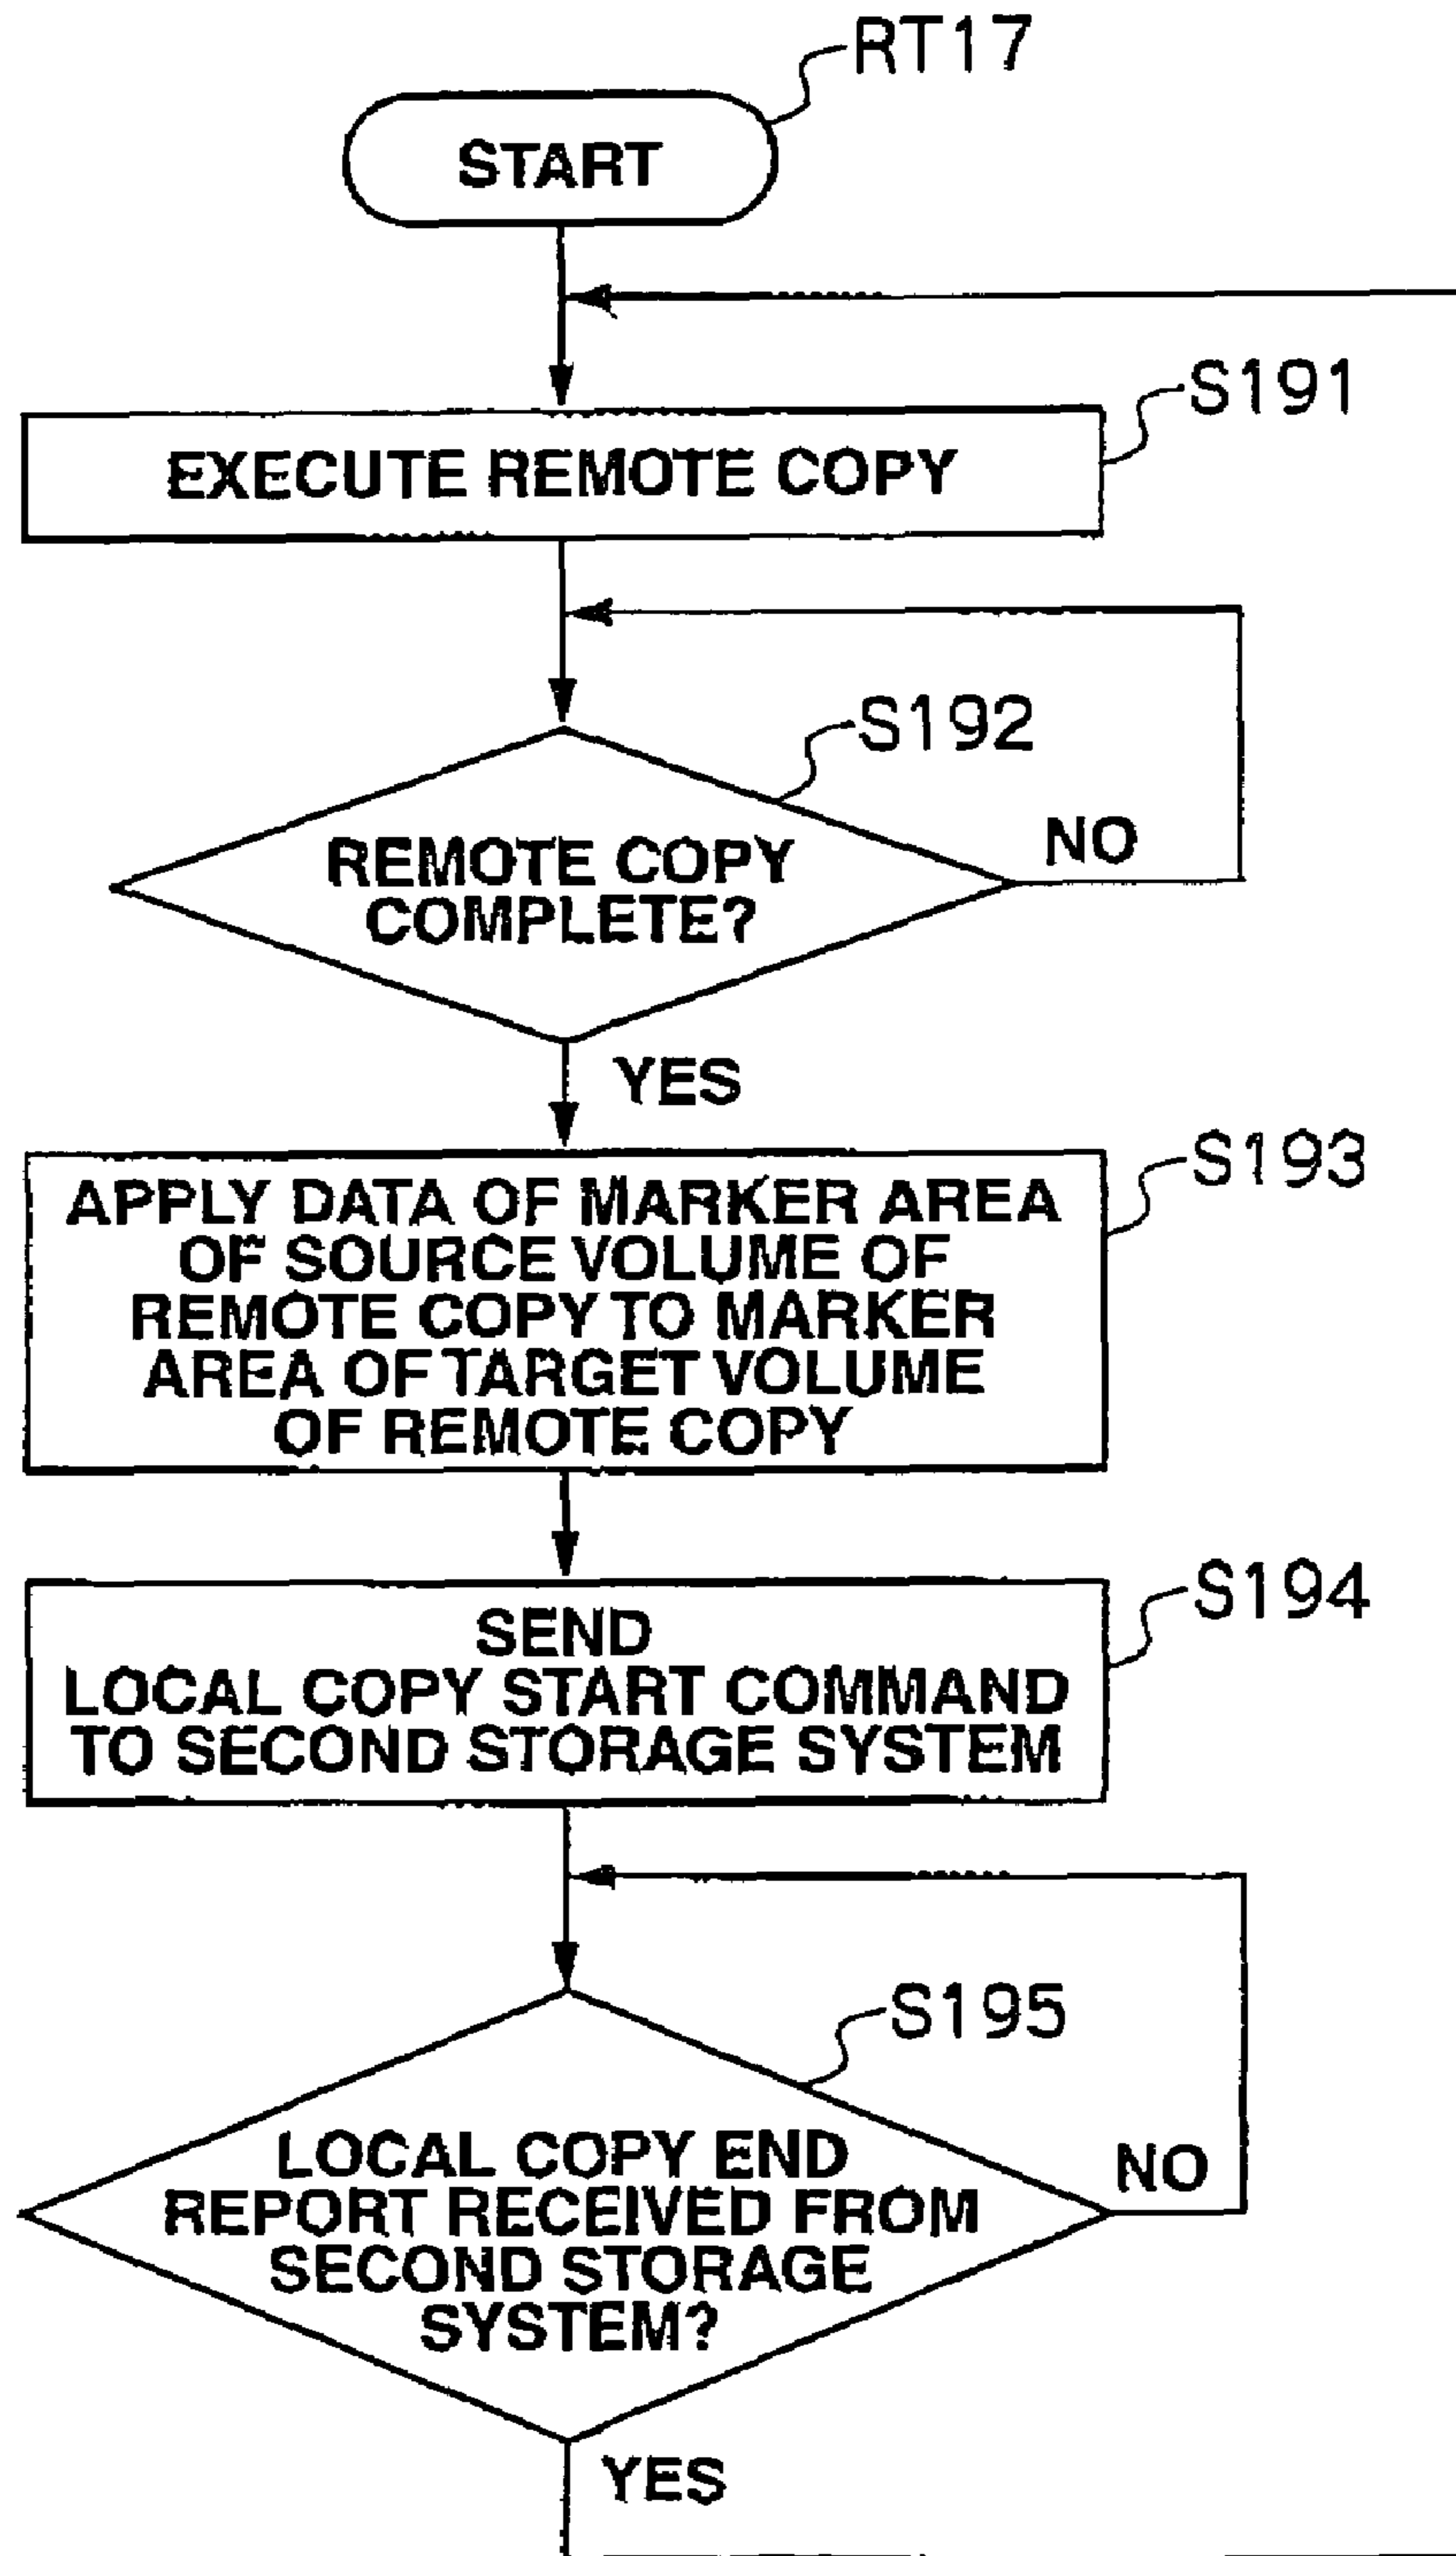 RT17
START
S191
EXECUTE REMOTE COPY
S192
REMOTE COPY
COMPLETE?
NO
YES
S193
APPLY DATA OF MARKER AREA
OF SOURCE VOLUME OF
REMOTE COPY TO MARKER
AREA OF TARGET VOLUME
OF REMOTE COPY
S194
SEND
LOCAL COPY START COMMAND
TO SECOND STORAGE SYSTEM
S195
LOCAL COPY END
REPORT RECEIVED FROM
SECOND STORAGE
SYSTEM?
NO
YES